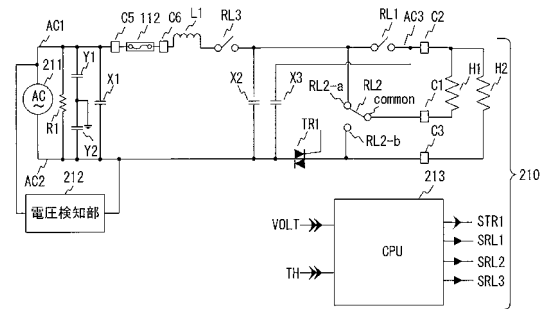 AC1
C5
112
C6
L1
RL3
RL1
AC3
C2
211
Y1
X1
AC
~
R1
Y2
X2
X3
RL2-a
RL2
common
C1
H1
H2
TR1
RL2-b
C3
AC2
212
電圧検知部
213
210
VOLT
CPU
TH
STR1
SRL1
SRL2
SRL3